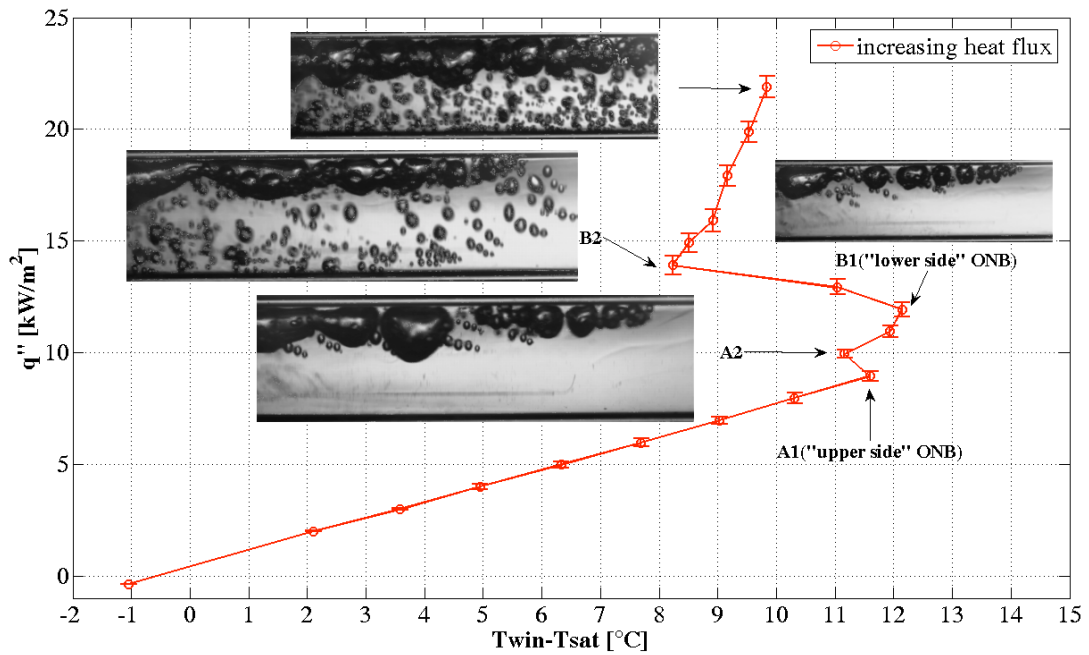 25
increasing heat flux
20
15
B2
B1("lower side" ONB)
q'' [kW/m²]
10
A2
A1("upper side" ONB)
5
0
-2 -1 0 1 2 3 4 5 6 7 8 9 10 11 12 13 14 15
Twin-Tsat [°C]